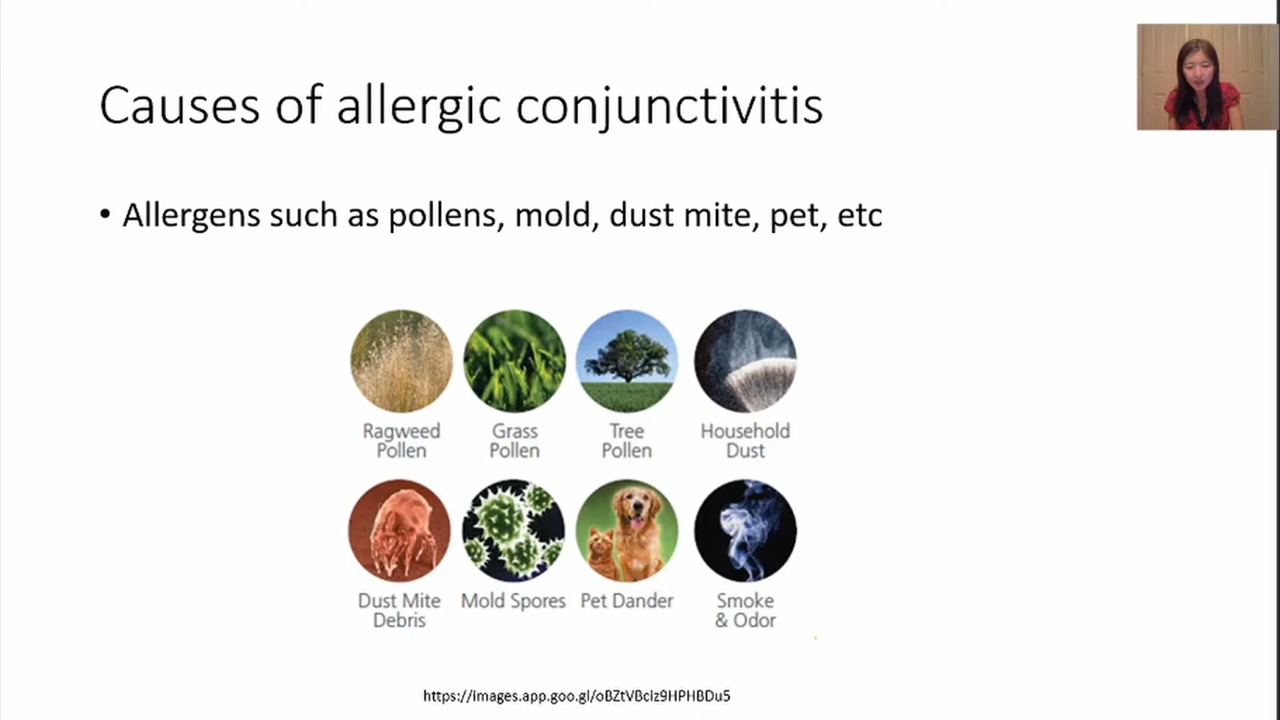 Causes of allergic conjunctivitis
• Allergens such as pollens, mold, dust mite, pet, etc
Ragweed
Pollen
Grass
Pollen
Tree
Pollen
Household
Dust
Dust Mite
Debris
Mold Spores
Pet Dander
Smoke
& Odor
https://images.app.goo.gl/oBZtVBciz9HPHBDu5